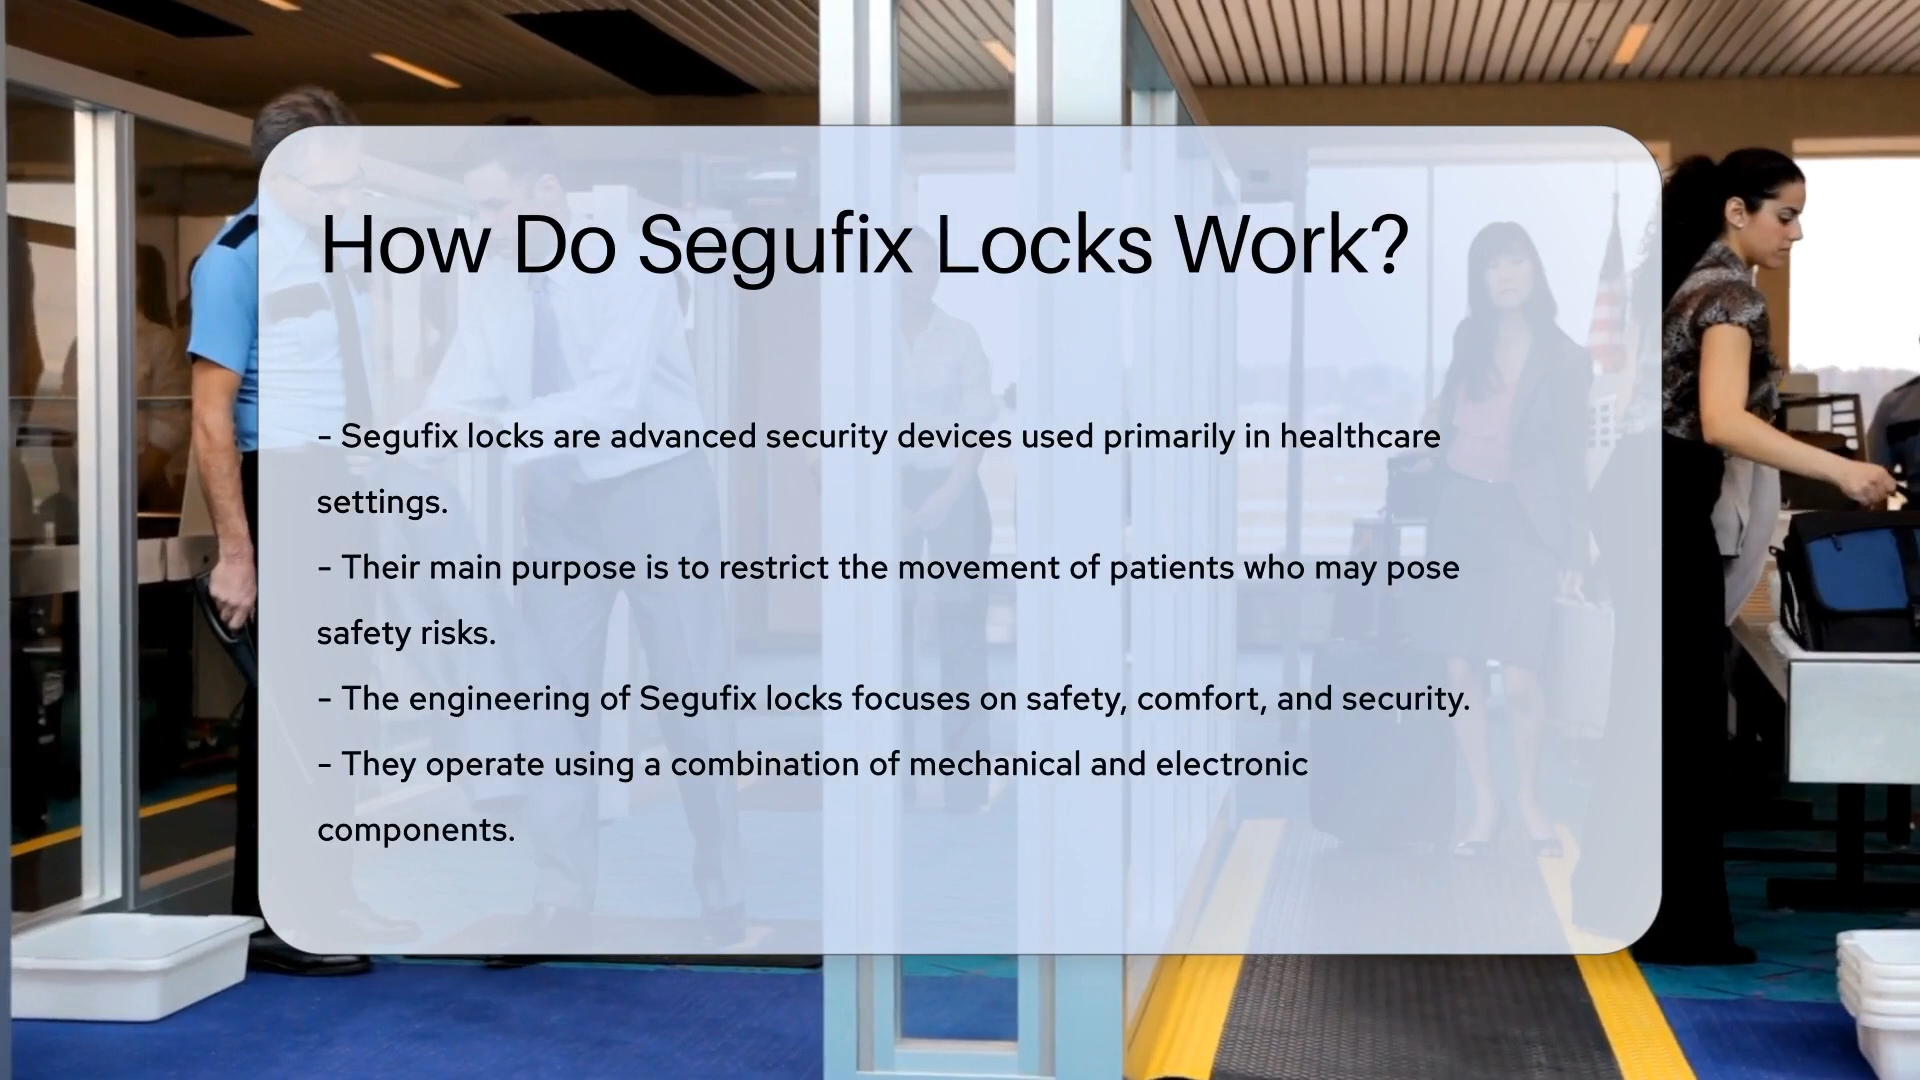 How Do Segufix Locks Work?
- Segufix locks are advanced security devices used primarily in healthcare
settings.
- Their main purpose is to restrict the movement of patients who may pose
safety risks.
- The engineering of Segufix locks focuses on safety, comfort, and security.
- They operate using a combination of mechanical and electronic
components.